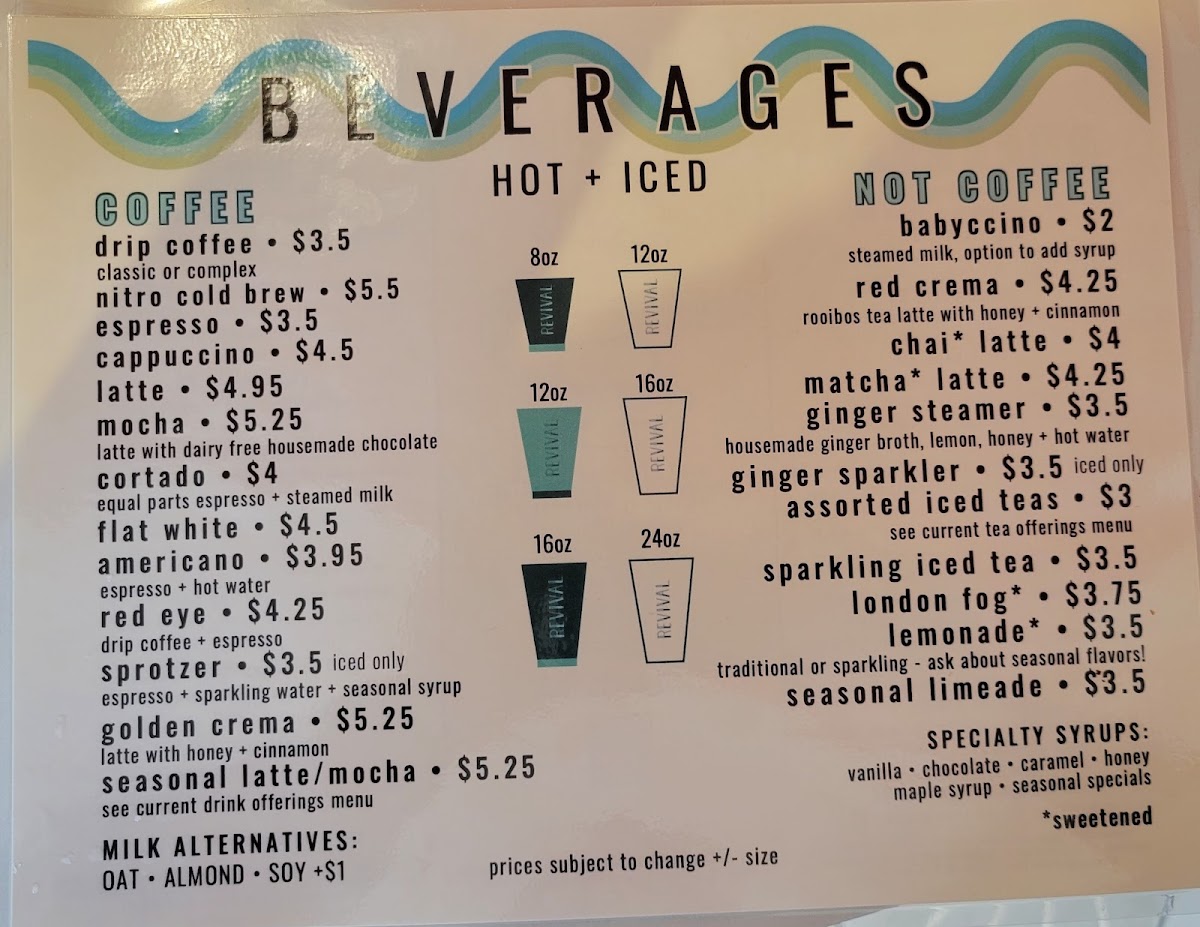 BEVERAGES
HOT + ICED
COFFEE
drip coffee • $3.5
classic or complex
nitro cold brew • $5.5
espresso • $3.5
cappuccino • $4.5
latte • $4.95
mocha • $5.25
latte with dairy free housemade chocolate
cortado • $4
equal parts espresso + steamed milk
flat white • $4.5
americano • $3.95
espresso + hot water
red eye • $4.25
drip coffee + espresso
sprotzer • $3.5 iced only
espresso + sparkling water + seasonal syrup
golden crema • $5.25
latte with honey + cinnamon
seasonal latte/mocha • $5.25
see current drink offerings menu
MILK ALTERNATIVES:
OAT • ALMOND • SOY +$1
8oz 12oz
REVIVAL REVIVAL
12oz 16oz
REVIVAL REVIVAL
16oz 24oz
REVIVAL REVIVAL
prices subject to change +/- size
NOT COFFEE
babyccino • $2
steamed milk, option to add syrup
red crema • $4.25
rooibos tea latte with honey + cinnamon
chai* latte • $4
matcha* latte • $4.25
ginger steamer • $3.5
housemade ginger broth, lemon, honey + hot water
ginger sparkler • $3.5 iced only
assorted iced teas • $3
see current tea offerings menu
sparkling iced tea • $3.5
london fog* • $3.75
lemonade* • $3.5
traditional or sparkling - ask about seasonal flavors!
seasonal limeade • $3.5
SPECIALTY SYRUPS:
vanilla • chocolate • caramel • honey
maple syrup • seasonal specials
*sweetened